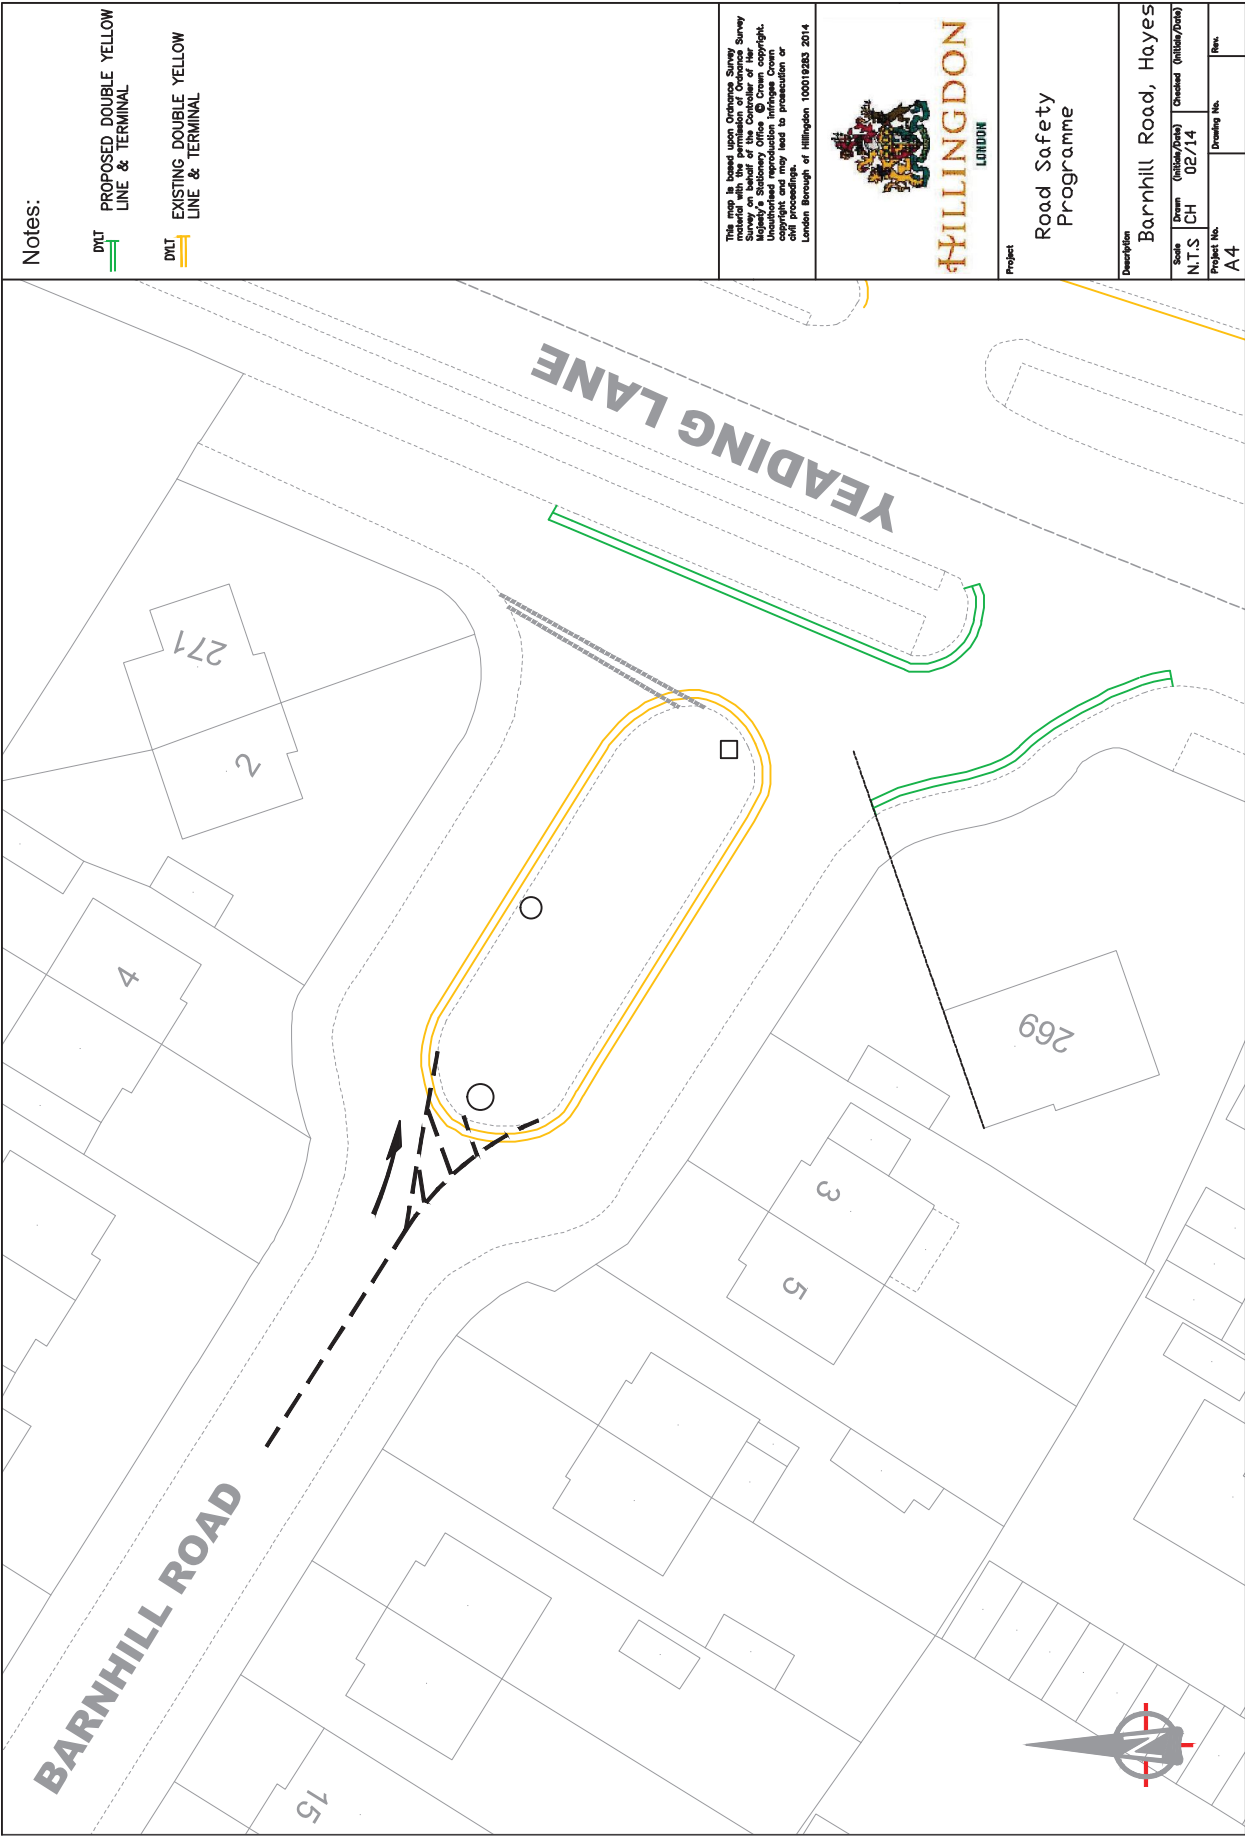 Notes:
DYLT
PROPOSED DOUBLE YELLOW
LINE & TERMINAL
DYLT
EXISTING DOUBLE YELLOW
LINE & TERMINAL
This map is based upon Ordnance Survey
material with the permission of Ordnance Survey
Survey on behalf of the Controller of Her
Majesty's Stationery Office © Crown copyright.
Unauthorised reproduction infringes Crown
copyright and may lead to prosecution or
civil proceedings.
London Borough of Hillingdon 100019283 2014
HILLINGDON
LONDON
Project
Road Safety
Programme
Description
Barnhill Road, Hayes
Scale
N.T.S
Drawn (Initials/Date)
CH 02/14
Checked (Initials/Date)
Project No.
A4
Drawing No.
Rev.
YEADING LANE
BARNHILL ROAD
271
2
4
269
3
5
15
N